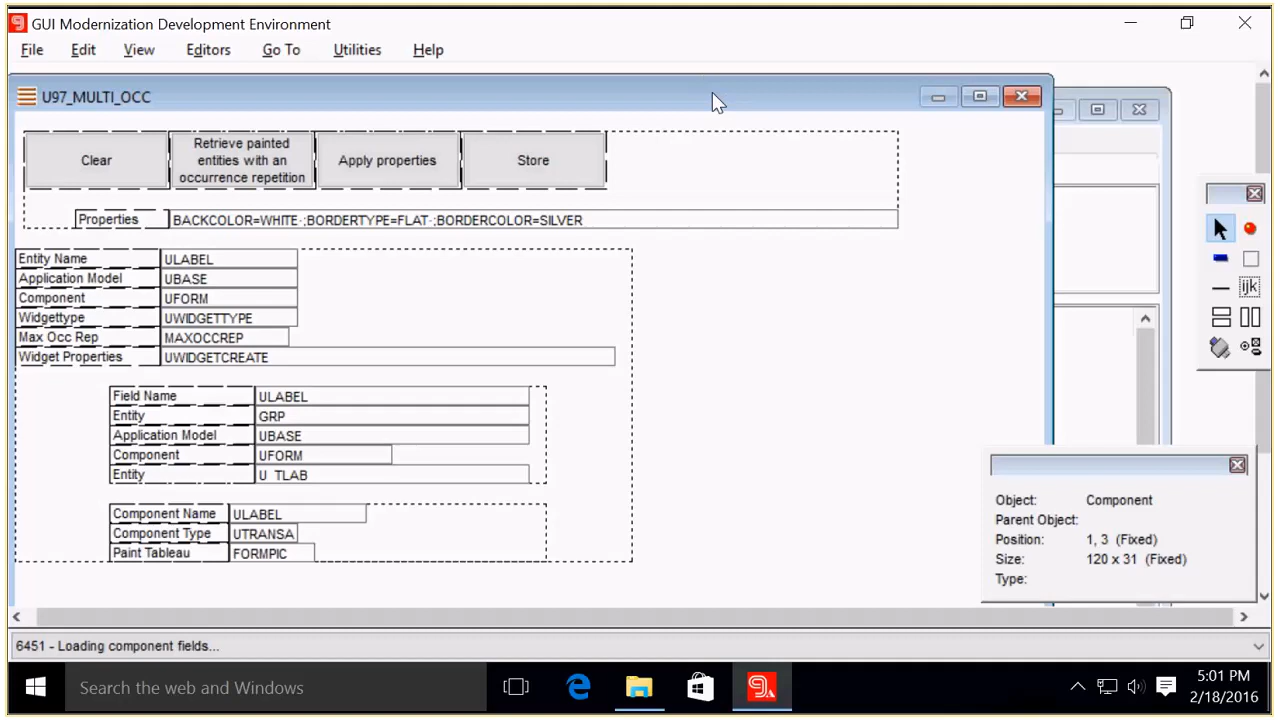 GUI Modernization Development Environment
File Edit View Editors Go To Utilities Help
U97_MULTI_OCC
Clear
Retrieve painted
entities with an
occurrence repetition
Apply properties
Store
Properties BACKCOLOR=WHITE·;BORDERTYPE=FLAT·;BORDERCOLOR=SILVER
Entity Name ULABEL
Application Model UBASE
Component UFORM
Widgettype UWIDGETTYPE
Max Occ Rep MAXOCCREP
Widget Properties UWIDGETCREATE
Field Name ULABEL
Entity GRP
Application Model UBASE
Component UFORM
Entity U_TLAB
Component Name ULABEL
Component Type UTRANSA
Paint Tableau FORMPIC
ijk
Object: Component
Parent Object:
Position: 1, 3 (Fixed)
Size: 120 x 31 (Fixed)
Type:
6451 - Loading component fields...
Search the web and Windows
5:01 PM
2/18/2016